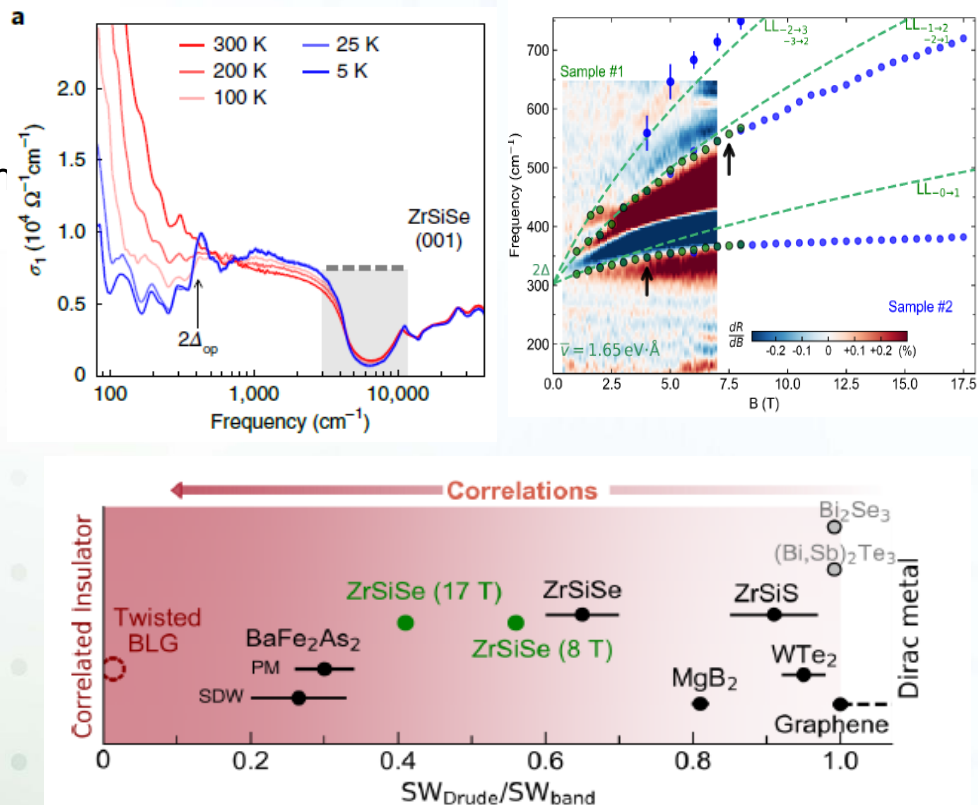 a
300 K
200 K
100 K
25 K
5 K
2.0
1.5
1.0
0.5
0
σ₁ (10⁴ Ω⁻¹cm⁻¹)
ZrSiSe
(001)
2Δop
100
1,000
10,000
Frequency (cm⁻¹)
LL₋₂→₃
₋₃→₂
LL₋₁→₂
₋₂→₁
Sample #1
700
600
500
400
300
200
Frequency (cm⁻¹)
LL₋₀→₁
2Δ
Sample #2
dR
dB
-0.2
0
+0.1
+0.2
(%)
v̄ = 1.65 eV·Å
0.0
2.5
5.0
7.5
10.0
12.5
15.0
17.5
B (T)
Correlations
Correlated Insulator
Twisted
BLG
BaFe₂As₂
PM
SDW
ZrSiSe (17 T)
ZrSiSe (8 T)
ZrSiSe
ZrSiS
MgB₂
WTe₂
Graphene
Bi₂Se₃
(Bi,Sb)₂Te₃
Dirac metal
0
0.2
0.4
0.6
0.8
1.0
SW_Drude/SW_band